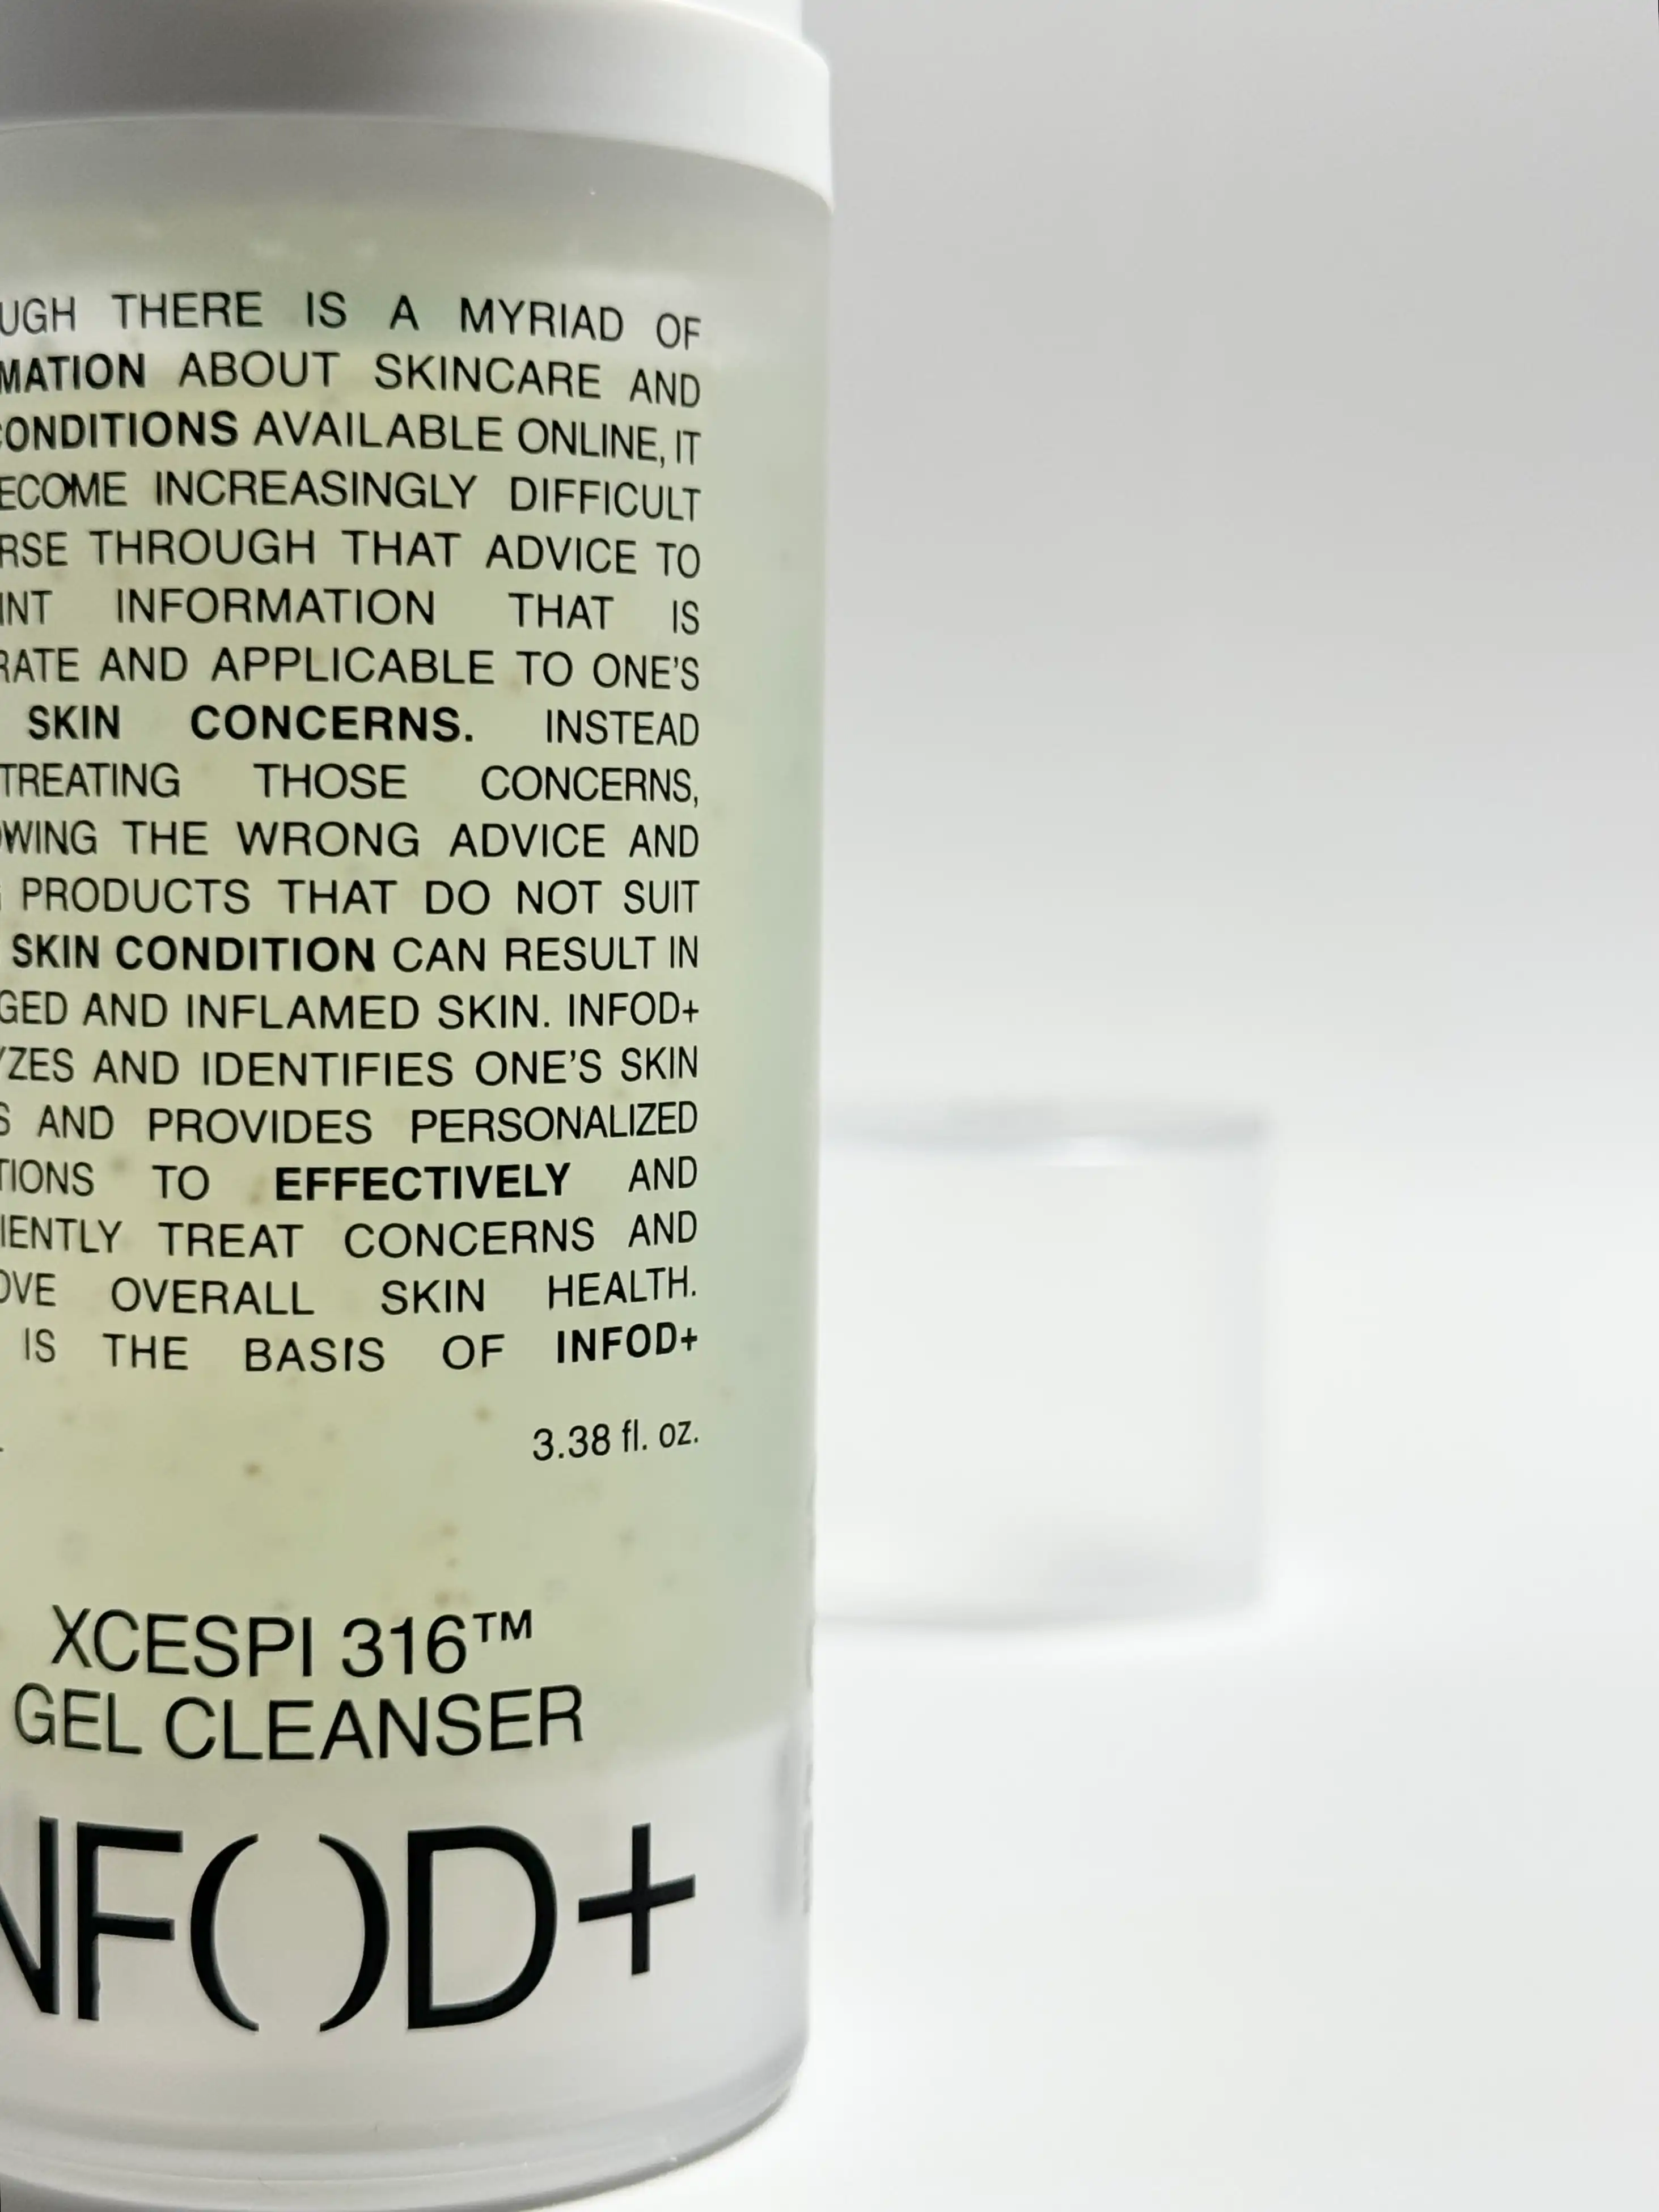 UGH THERE IS A MYRIAD OF
MATION ABOUT SKINCARE AND
CONDITIONS AVAILABLE ONLINE, IT
ECOME INCREASINGLY DIFFICULT
RSE THROUGH THAT ADVICE TO
INT INFORMATION THAT IS
RATE AND APPLICABLE TO ONE'S
SKIN CONCERNS. INSTEAD
TREATING THOSE CONCERNS,
OWING THE WRONG ADVICE AND
PRODUCTS THAT DO NOT SUIT
SKIN CONDITION CAN RESULT IN
GED AND INFLAMED SKIN. INFOD+
YZES AND IDENTIFIES ONE'S SKIN
S AND PROVIDES PERSONALIZED
TIONS TO EFFECTIVELY AND
IENTLY TREAT CONCERNS AND
OVE OVERALL SKIN HEALTH.
IS THE BASIS OF INFOD+
3.38 fl. oz.
XCESPI 316™
GEL CLEANSER
NF( )D+